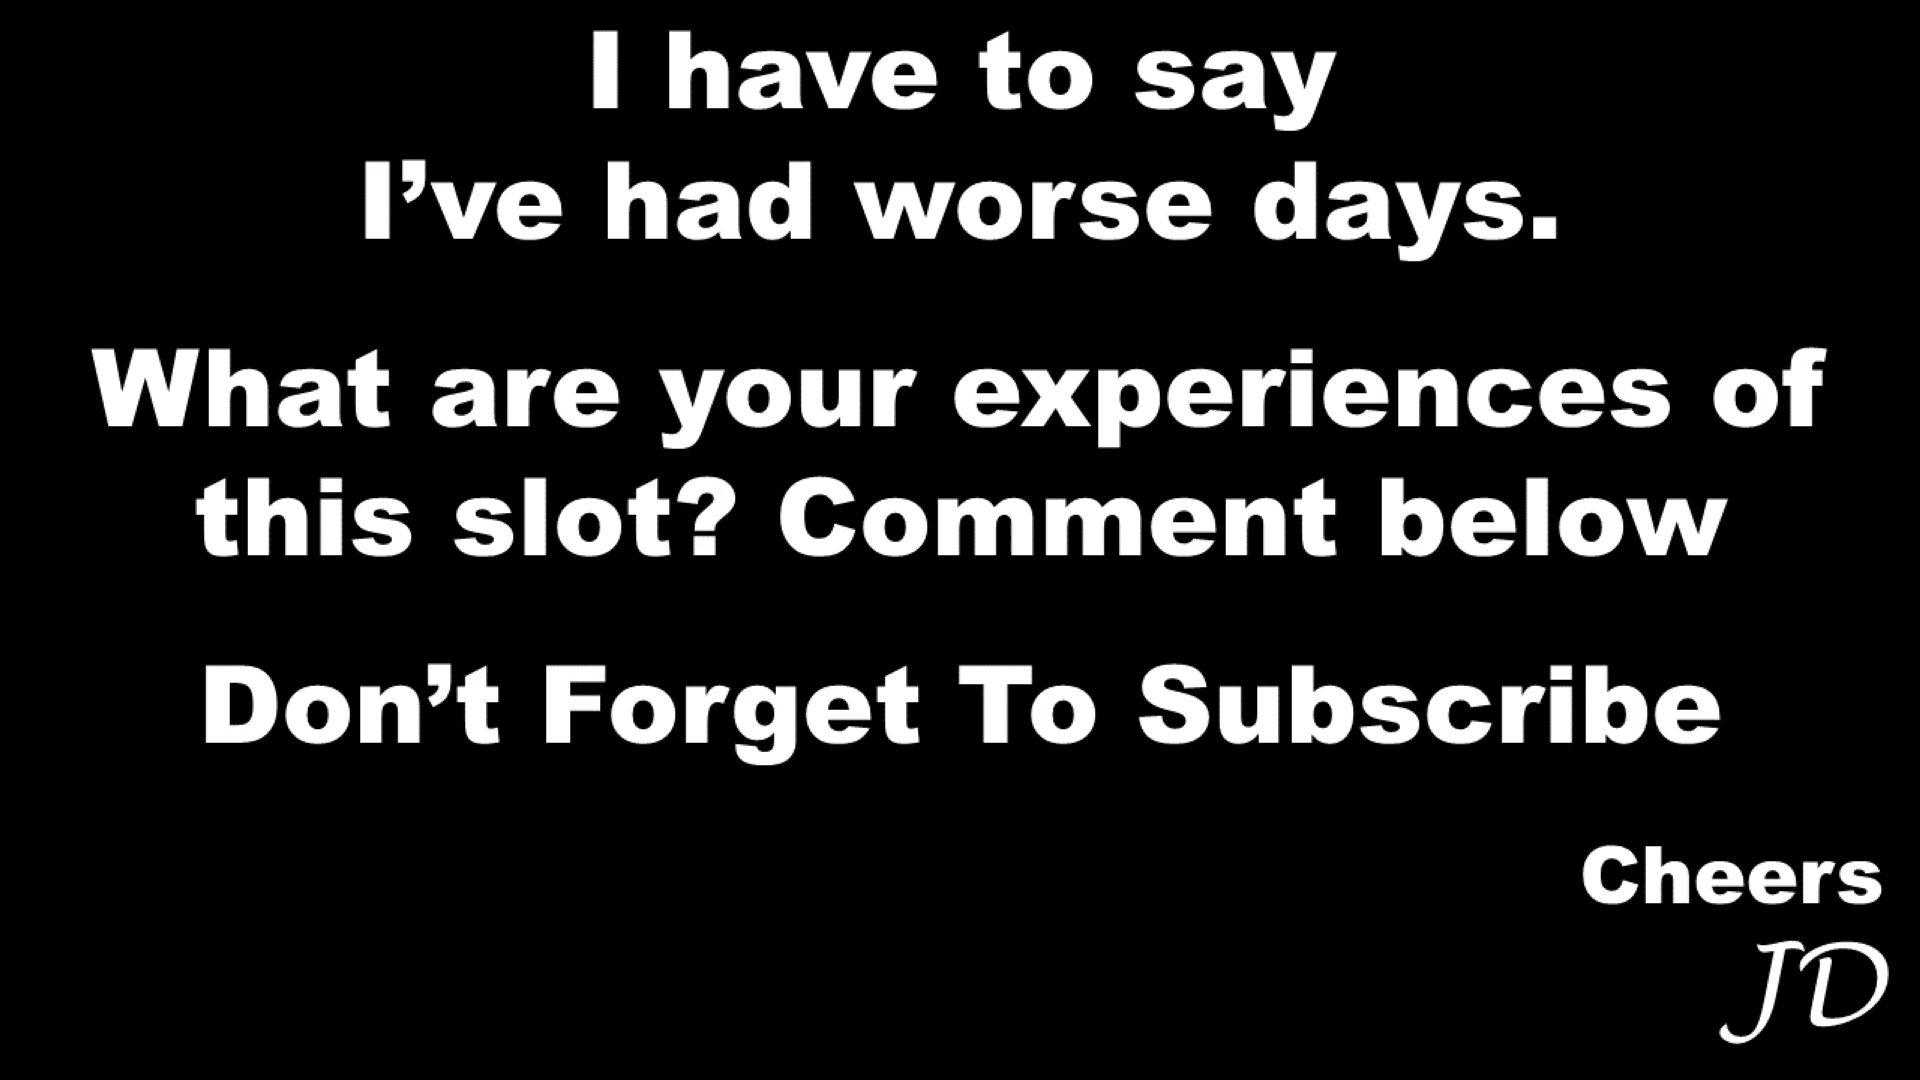 I have to say
I’ve had worse days.
What are your experiences of
this slot? Comment below
Don’t Forget To Subscribe
Cheers
JD